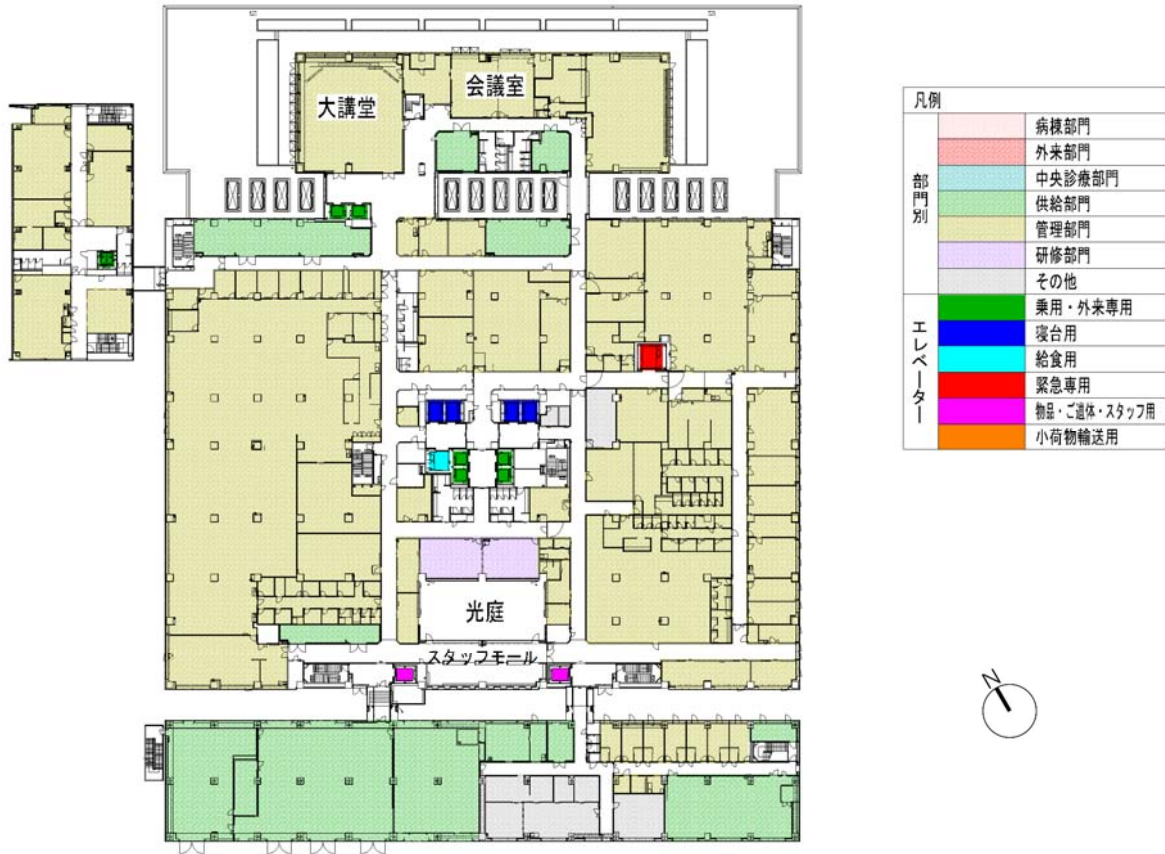 会議室
大講堂
光庭
スタッフモール
凡例
部門別
病棟部門
外来部門
中央診療部門
供給部門
管理部門
研修部門
その他
エレベーター
乗用・外来専用
寝台用
給食用
緊急専用
物品・ご遺体・スタッフ用
小荷物輸送用
N